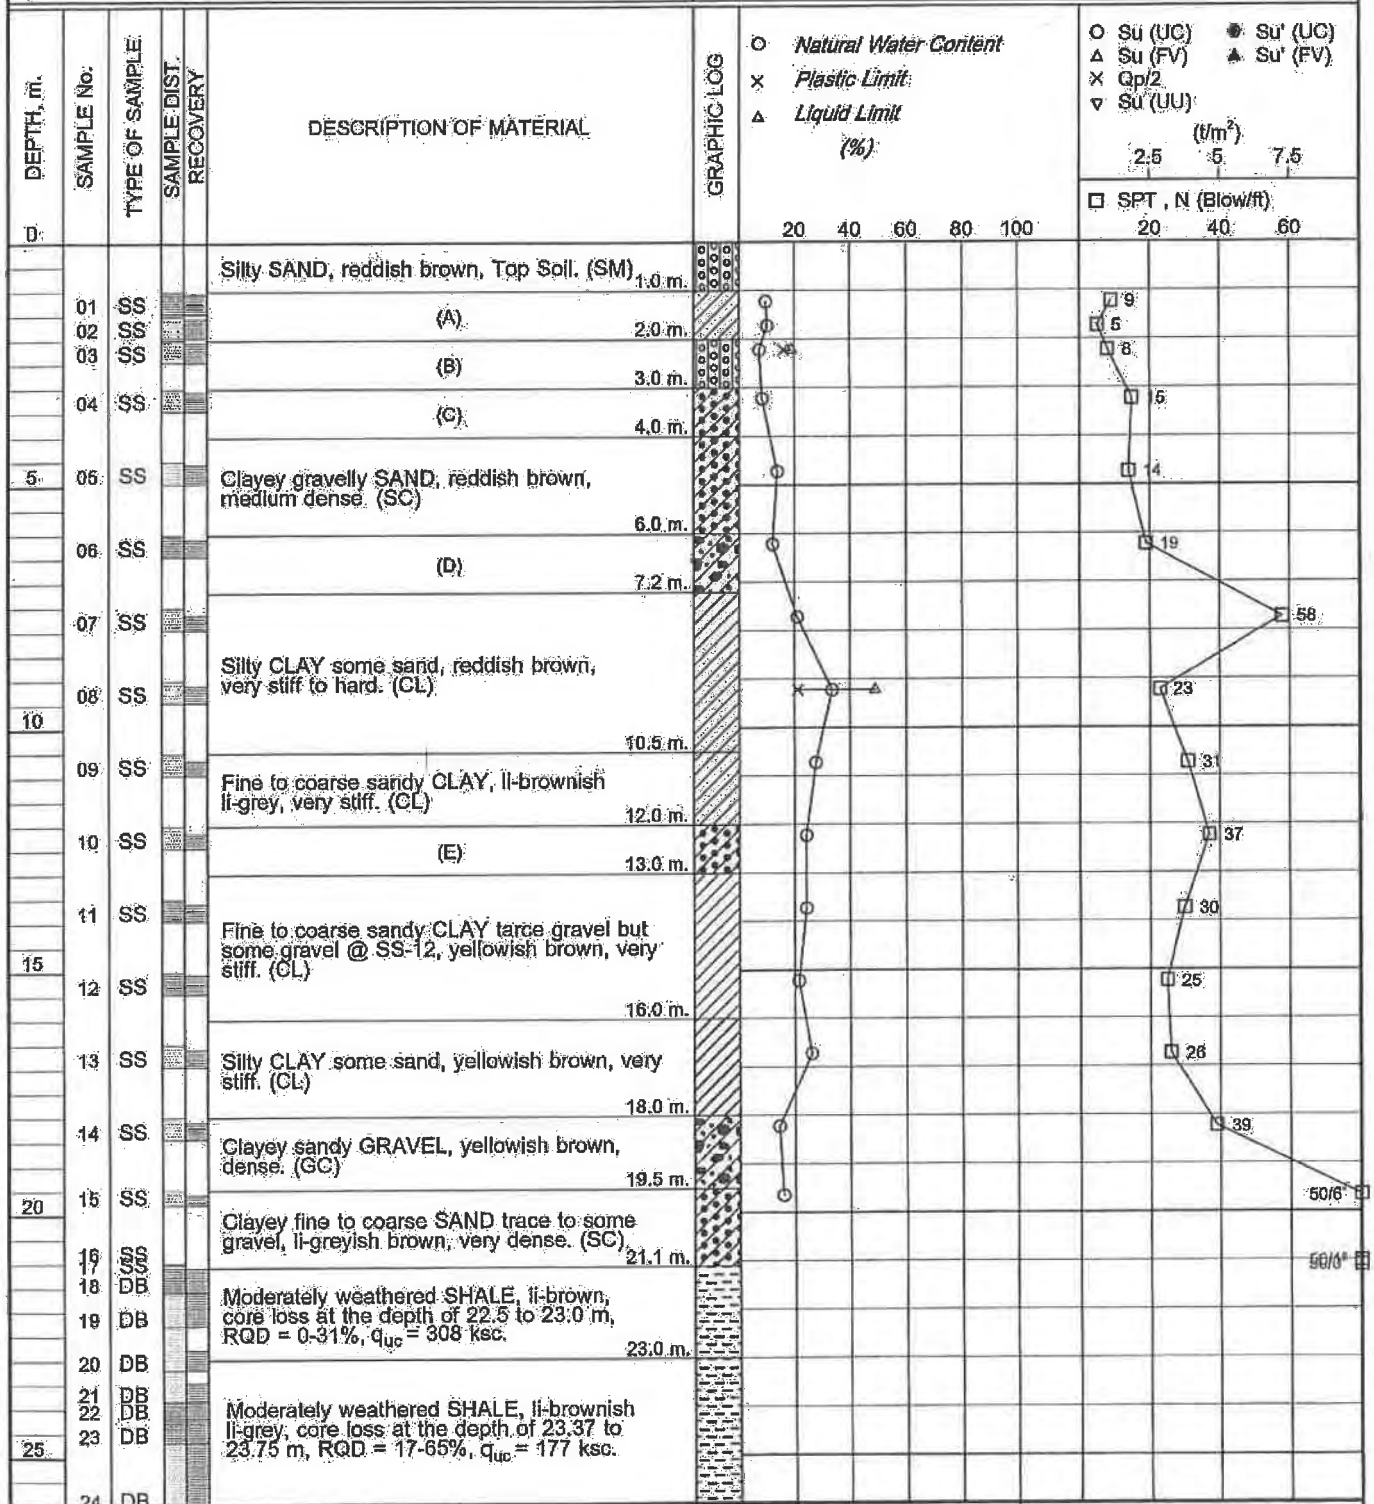 DEPTH, m.
SAMPLE No.
TYPE OF SAMPLE
SAMPLE DIST.
RECOVERY
DESCRIPTION OF MATERIAL
GRAPHIC LOG
Natural Water Content
Plastic Limit
Liquid Limit
(%)
20 40 60 80 100
Su (UC) Su' (UC)
Su (FV) Su' (FV)
Qp/2
Su (UU)
(t/m²)
2.5 5 7.5
SPT , N (Blow/ft)
20 40 60
Silty SAND, reddish brown, Top Soil. (SM)
1.0 m.
01 SS 9
(A)
02 SS 2.0 m. 5
03 SS 8
(B)
3.0 m.
04 SS 15
(C)
4.0 m.
5 05 SS 14
Clayey gravelly SAND, reddish brown,
medium dense. (SC)
6.0 m.
06 SS 19
(D)
7.2 m.
07 SS 58
Silty CLAY some sand, reddish brown,
very stiff to hard. (CL)
08 SS 23
10
10.5 m.
09 SS 31
Fine to coarse sandy CLAY, li-brownish
li-grey, very stiff. (CL)
12.0 m.
10 SS 37
(E)
13.0 m.
11 SS 30
Fine to coarse sandy CLAY tarce gravel but
some gravel @ SS-12, yellowish brown, very
stiff. (CL)
15
12 SS 25
16.0 m.
13 SS 26
Silty CLAY some sand, yellowish brown, very
stiff. (CL)
18.0 m.
14 SS 39
Clayey sandy GRAVEL, yellowish brown,
dense. (GC)
19.5 m.
20 15 SS 50/6"
Clayey fine to coarse SAND trace to some
gravel, li-greyish brown, very dense. (SC)
21.1 m.
16 SS
17 SS
18 DB
Moderately weathered SHALE, li-brown,
core loss at the depth of 22.5 to 23.0 m,
RQD = 0-31%, quc = 308 ksc.
19 DB
23.0 m.
20 DB
21 DB
22 DB
23 DB
Moderately weathered SHALE, li-brownish
li-grey, core loss at the depth of 23.37 to
23.75 m, RQD = 17-65%, quc = 177 ksc.
25
24 DB